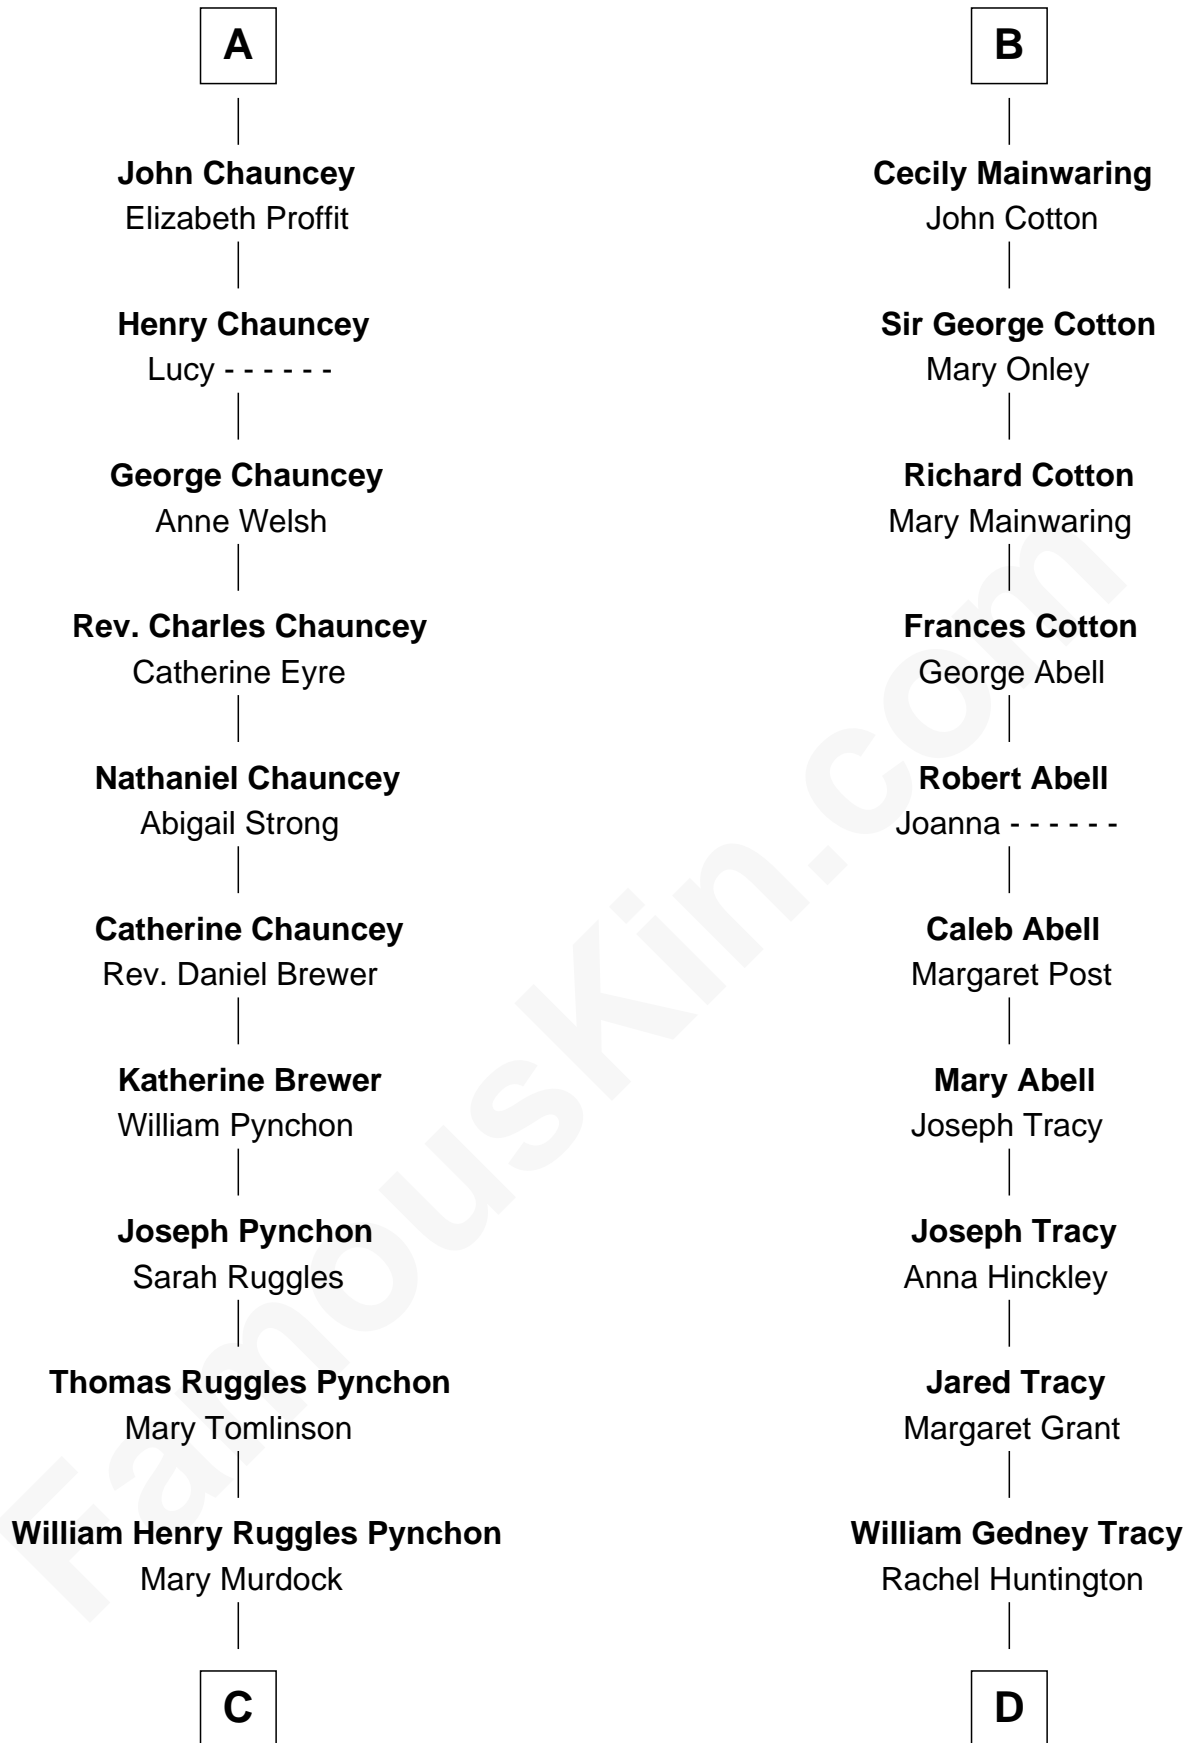 A
John Chauncey
Elizabeth Proffit
Henry Chauncey
Lucy - - - - - -
George Chauncey
Anne Welsh
Rev. Charles Chauncey
Catherine Eyre
Nathaniel Chauncey
Abigail Strong
Catherine Chauncey
Rev. Daniel Brewer
Katherine Brewer
William Pynchon
Joseph Pynchon
Sarah Ruggles
Thomas Ruggles Pynchon
Mary Tomlinson
William Henry Ruggles Pynchon
Mary Murdock
C
B
Cecily Mainwaring
John Cotton
Sir George Cotton
Mary Onley
Richard Cotton
Mary Mainwaring
Frances Cotton
George Abell
Robert Abell
Joanna - - - - - -
Caleb Abell
Margaret Post
Mary Abell
Joseph Tracy
Joseph Tracy
Anna Hinckley
Jared Tracy
Margaret Grant
William Gedney Tracy
Rachel Huntington
D
FamousKin.com